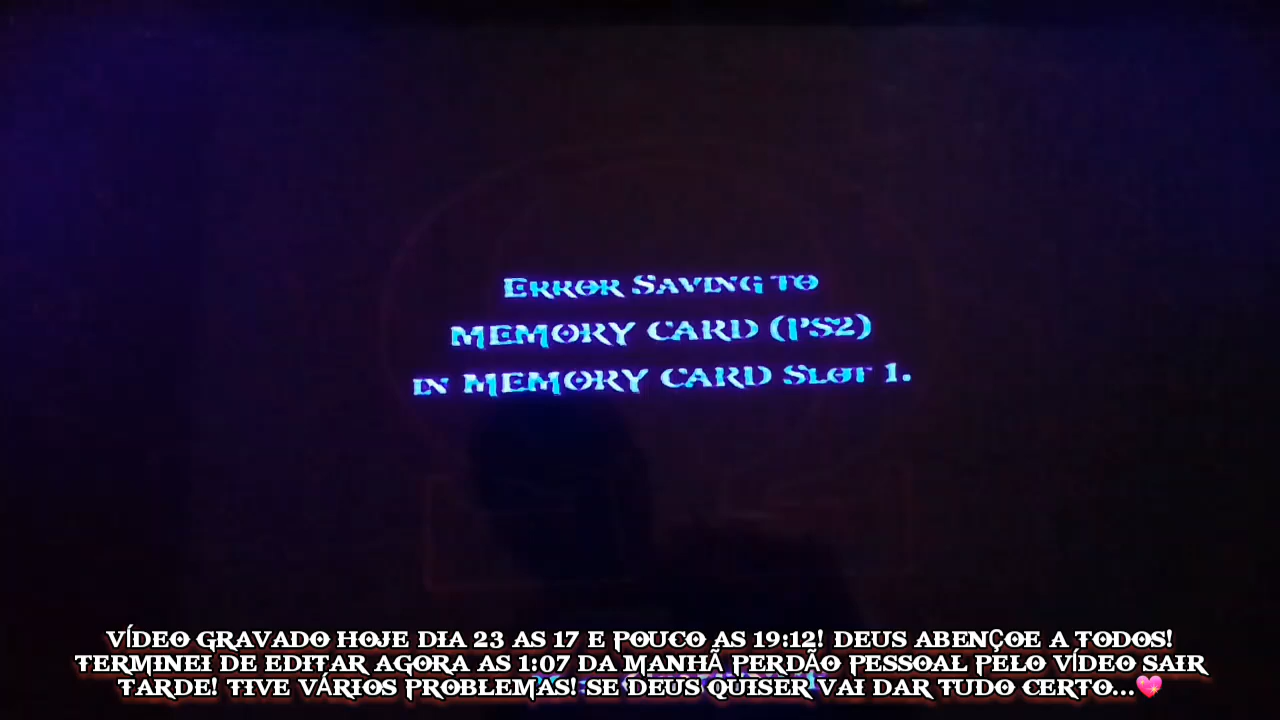 Error Saving to
MEMORY CARD (PS2)
in MEMORY CARD Slot 1.
VÍDEO GRAVADO HOJE DIA 23 AS 17 E POUCO AS 19:12! DEUS ABENÇOE A TODOS!
TERMINEI DE EDITAR AGORA AS 1:07 DA MANHÃ PERDÃO PESSOAL PELO VÍDEO SAIR
TARDE! TIVE VÁRIOS PROBLEMAS! SE DEUS QUISER VAI DAR TUDO CERTO...💖